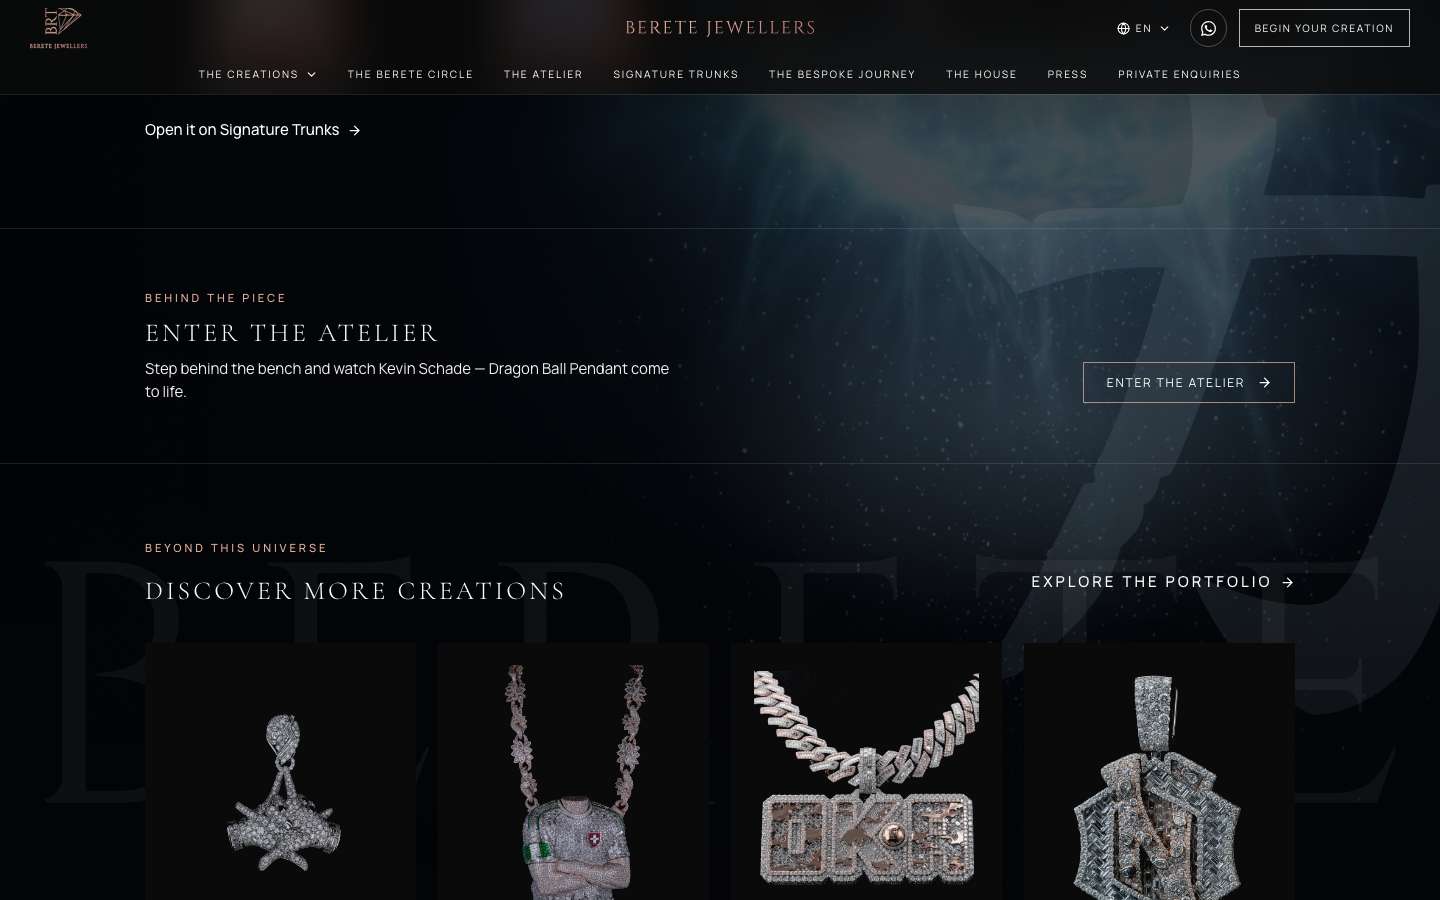 BRT
BERETE JEWELLERS
BERETE JEWELLERS
EN
BEGIN YOUR CREATION
THE CREATIONS
THE BERETE CIRCLE
THE ATELIER
SIGNATURE TRUNKS
THE BESPOKE JOURNEY
THE HOUSE
PRESS
PRIVATE ENQUIRIES
Open it on Signature Trunks →
BEHIND THE PIECE
ENTER THE ATELIER
Step behind the bench and watch Kevin Schade — Dragon Ball Pendant come
to life.
ENTER THE ATELIER →
BEYOND THIS UNIVERSE
DISCOVER MORE CREATIONS
EXPLORE THE PORTFOLIO →
BERETE
N